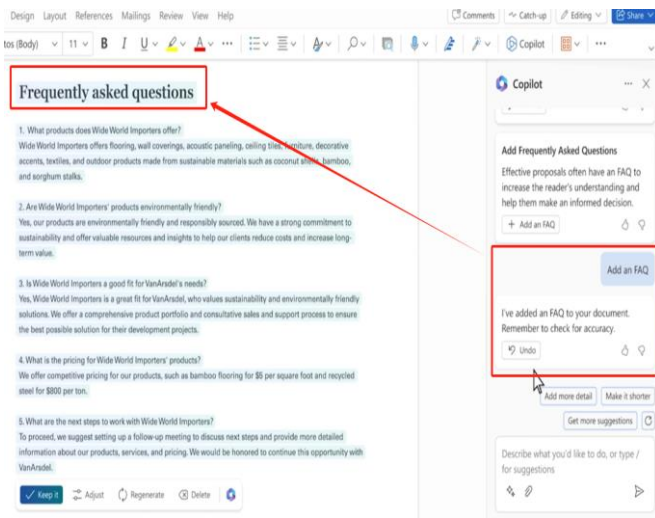 Design Layout References Mailings Review View Help
Comments Catch-up Editing Share
tos (Body) 11 B I U A ... Copilot ...
Frequently asked questions
1. What products does Wide World Importers offer?
Wide World Importers offers flooring, wall coverings, acoustic paneling, ceiling tiles, furniture, decorative
accents, textiles, and outdoor products made from sustainable materials such as coconut shells, bamboo,
and sorghum stalks.
2. Are Wide World Importers' products environmentally friendly?
Yes, our products are environmentally friendly and responsibly sourced. We have a strong commitment to
sustainability and offer valuable resources and insights to help our clients reduce costs and increase long-
term value.
3. Is Wide World Importers a good fit for VanArsdel's needs?
Yes, Wide World Importers is a great fit for VanArsdel, who values sustainability and environmentally friendly
solutions. We offer a comprehensive product portfolio and consultative sales and support process to ensure
the best possible solution for their development projects.
4. What is the pricing for Wide World Importers' products?
We offer competitive pricing for our products, such as bamboo flooring for $6 per square foot and recycled
steel for $800 per ton.
5. What are the next steps to work with Wide World Importers?
To proceed, we suggest setting up a follow-up meeting to discuss next steps and provide more detailed
information about our products, services, and pricing. We would be honored to continue this opportunity with
VanArsdel.
Keep it Adjust Regenerate Delete
Copilot
Add Frequently Asked Questions
Effective proposals often have an FAQ to
increase the reader's understanding and
help them make an informed decision.
+ Add an FAQ
Add an FAQ
I've added an FAQ to your document.
Remember to check for accuracy.
Undo
Add more detail Make it shorter
Get more suggestions
Describe what you'd like to do, or type /
for suggestions